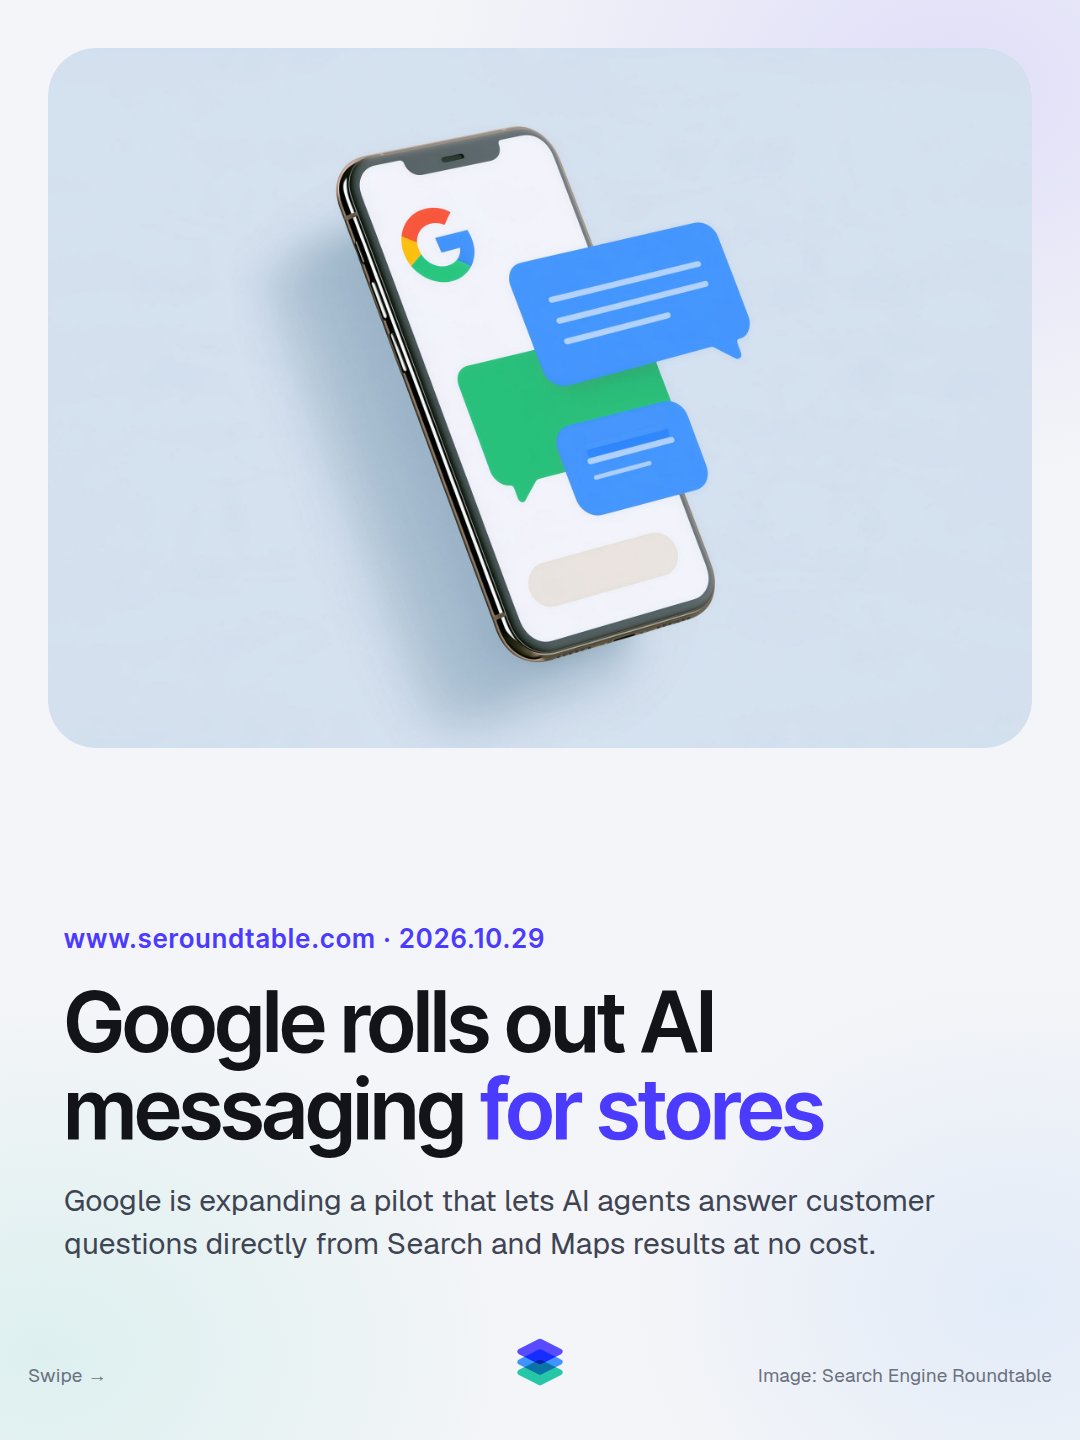 www.seroundtable.com · 2026.10.29
Google rolls out AI
messaging for stores
Google is expanding a pilot that lets AI agents answer customer
questions directly from Search and Maps results at no cost.
Swipe →
Image: Search Engine Roundtable